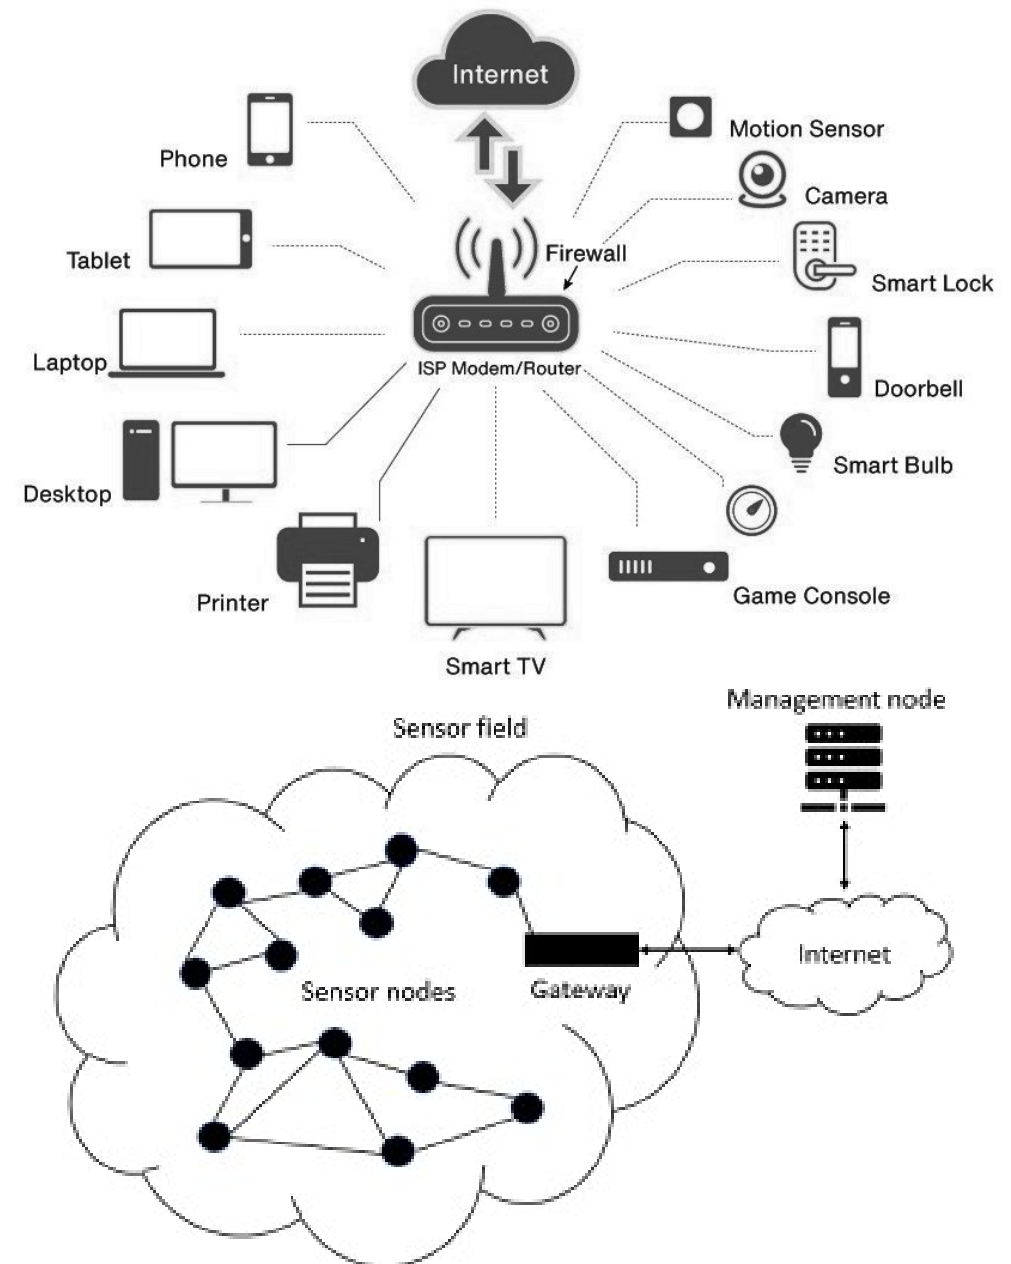 Internet
Phone
Motion Sensor
Camera
Tablet
Firewall
Smart Lock
Laptop
ISP Modem/Router
Doorbell
Desktop
Smart Bulb
Printer
Game Console
Smart TV
Management node
Sensor field
Internet
Sensor nodes
Gateway